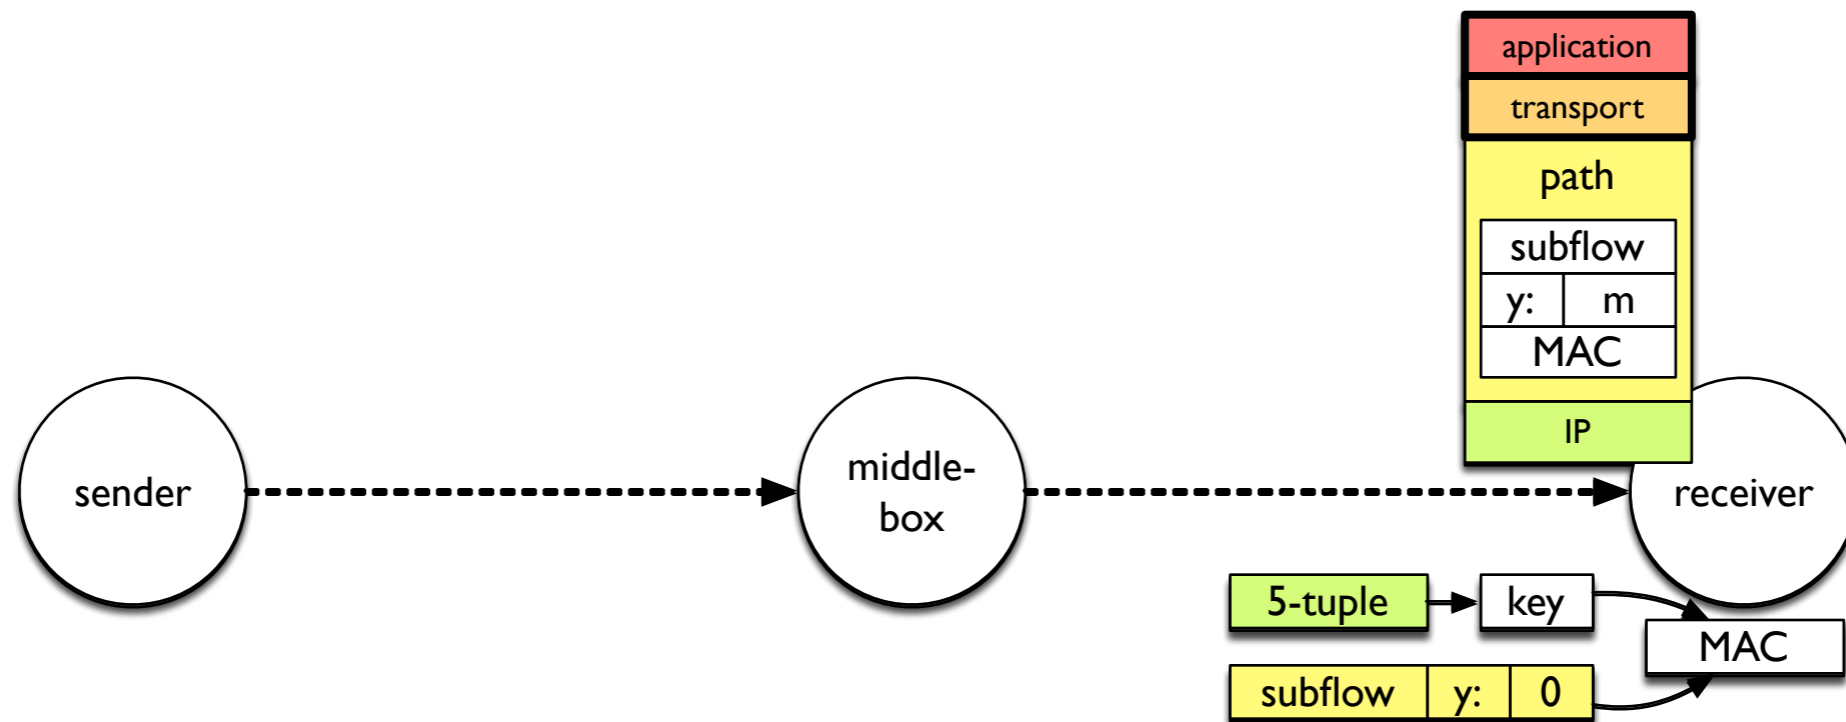 application
transport
path
subflow
y: m
MAC
IP
sender
middle-
box
receiver
5-tuple key
MAC
subflow y: 0